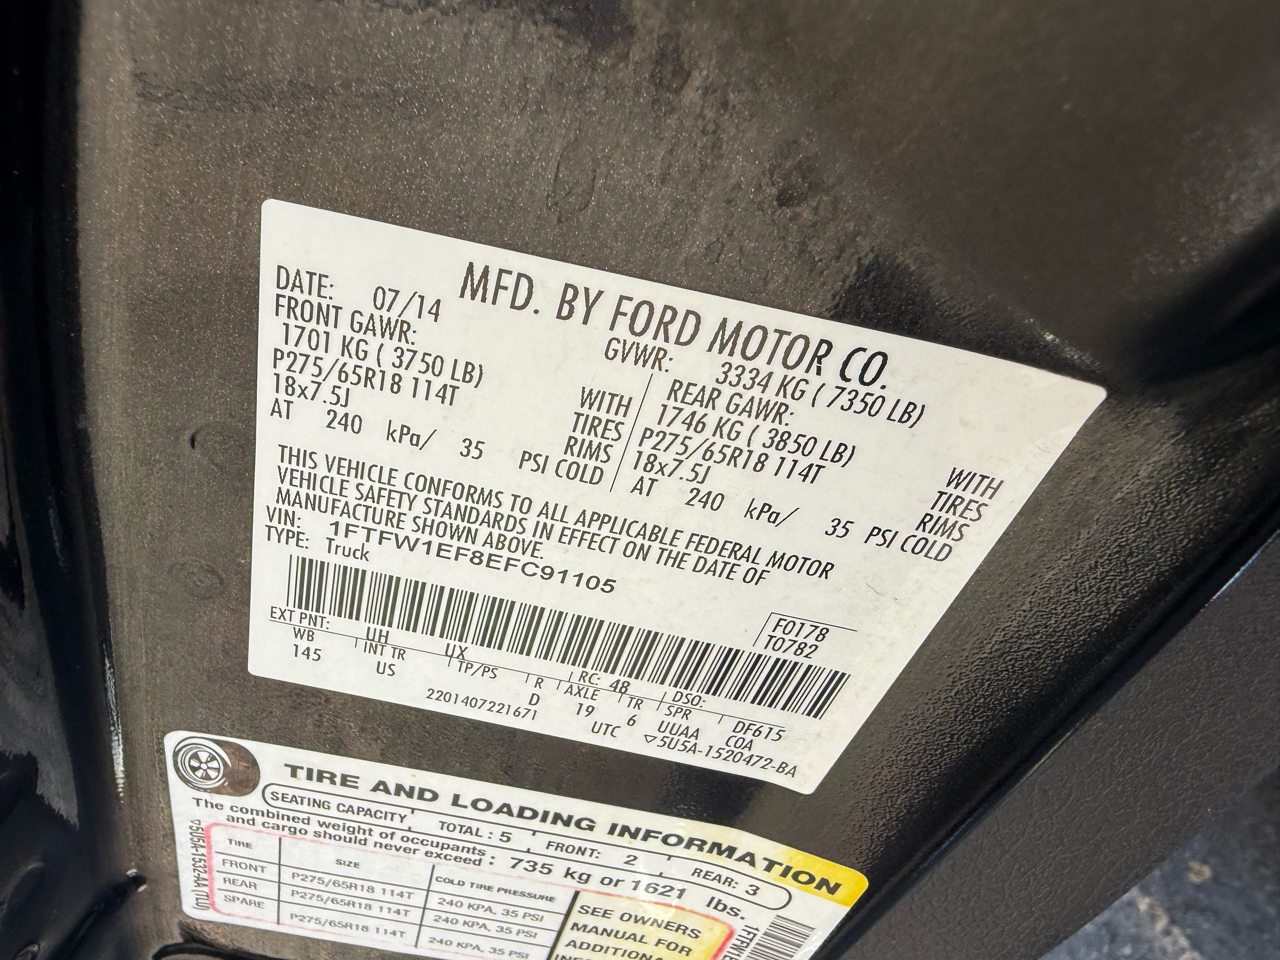 MFD. BY FORD MOTOR CO.
DATE: 07/14 GVWR: 3334 KG ( 7350 LB)
FRONT GAWR: REAR GAWR:
1701 KG ( 3750 LB) WITH 1746 KG ( 3850 LB) WITH
P275/65R18 114T TIRES P275/65R18 114T TIRES
18x7.5J RIMS 18x7.5J RIMS
AT 240 kPa/ 35 PSI COLD AT 240 kPa/ 35 PSI COLD
THIS VEHICLE CONFORMS TO ALL APPLICABLE FEDERAL MOTOR
VEHICLE SAFETY STANDARDS IN EFFECT ON THE DATE OF
MANUFACTURE SHOWN ABOVE.
VIN: 1FTFW1EF8EFC91105
TYPE: Truck
F0178
T0782
EXT PNT: UH UX RC: 48 DSO:
WB INT TR TP/PS R AXLE TR SPR DF615
145 US D 19 6 UUAA COA
2201407221671 UTC ▽5U5A-1520472-BA
TIRE AND LOADING INFORMATION
SEATING CAPACITY TOTAL : 5 FRONT: 2 REAR: 3
The combined weight of occupants
and cargo should never exceed : 735 kg or 1621 lbs.
TIRE SIZE COLD TIRE PRESSURE
FRONT P275/65R18 114T 240 KPA, 35 PSI
REAR P275/65R18 114T 240 KPA, 35 PSI
SPARE P275/65R18 114T 240 KPA, 35 PSI
SEE OWNERS
MANUAL FOR
ADDITIONAL